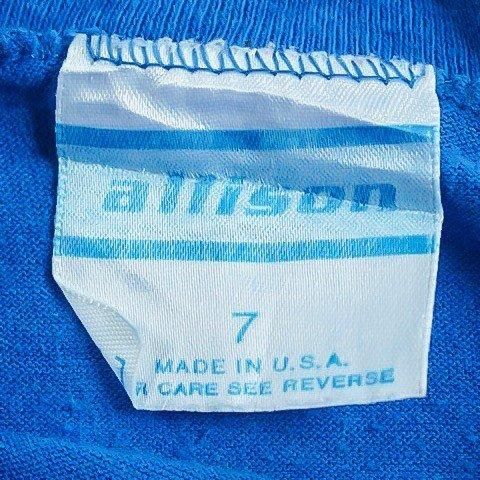 allison
7
MADE IN U.S.A.
R CARE SEE REVERSE